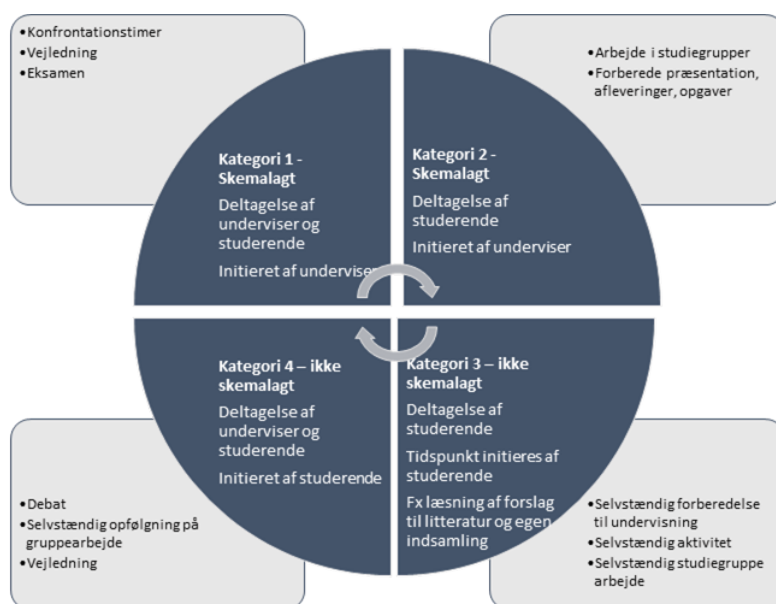 •Konfrontationstimer
•Vejledning
•Eksamen
•Arbejde i studiegrupper
•Forberede præsentation,
afleveringer, opgaver
Kategori 1 -
Skemalagt
Deltagelse af
underviser og
studerende
Initieret af underviser
Kategori 2 -
Skemalagt
Deltagelse af
studerende
Initieret af underviser
Kategori 4 – ikke
skemalagt
Deltagelse af
underviser og
studerende
Initieret af studerende
Kategori 3 – ikke
skemalagt
Deltagelse af
studerende
Tidspunkt initieres af
studerende
Fx læsning af forslag
til litteratur og egen
indsamling
•Debat
•Selvstændig opfølgning på
gruppearbejde
•Vejledning
•Selvstændig forberedelse
til undervisning
•Selvstændig aktivitet
•Selvstændig studiegruppe
arbejde